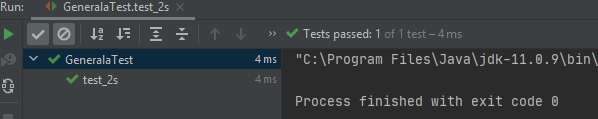 Run: GeneralaTest.test_2s
Tests passed: 1 of 1 test – 4 ms
GeneralaTest 4 ms
test_2s 4 ms
"C:\Program Files\Java\jdk-11.0.9\bin\
Process finished with exit code 0